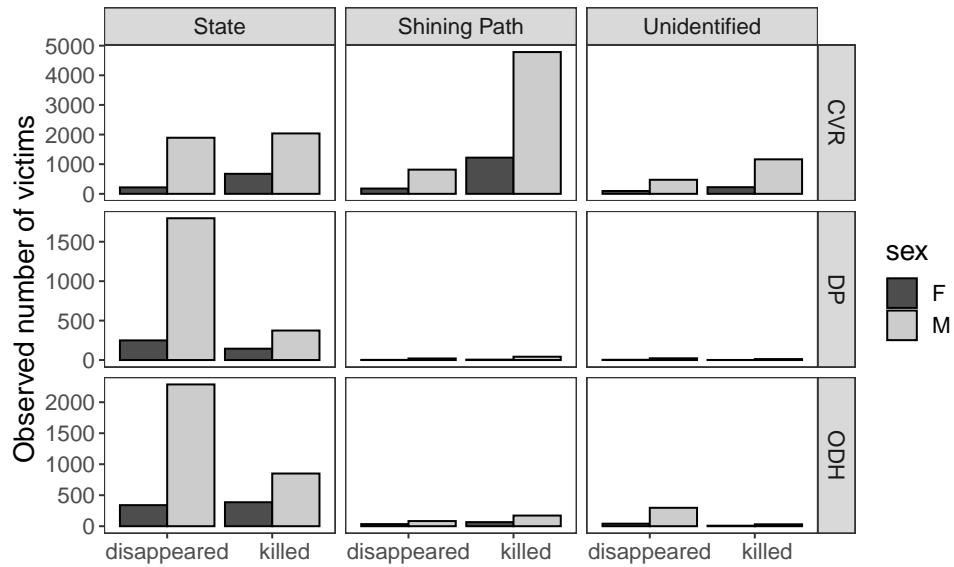 State
Shining Path
Unidentified
Observed number of victims
5000
4000
3000
2000
1000
0
CVR
1500
1000
500
0
DP
2000
1500
1000
500
0
ODH
disappeared killed
disappeared killed
disappeared killed
sex
F
M